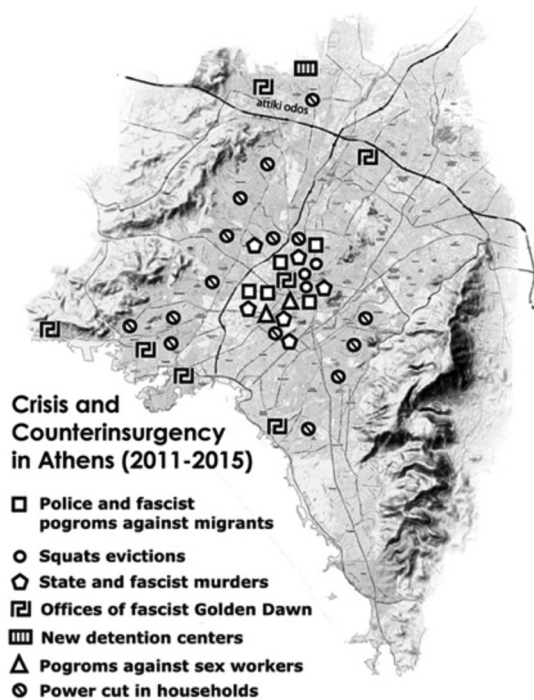 attiki odos
Crisis and
Counterinsurgency
in Athens (2011-2015)
Police and fascist
pogroms against migrants
Squats evictions
State and fascist murders
Offices of fascist Golden Dawn
New detention centers
Pogroms against sex workers
Power cut in households